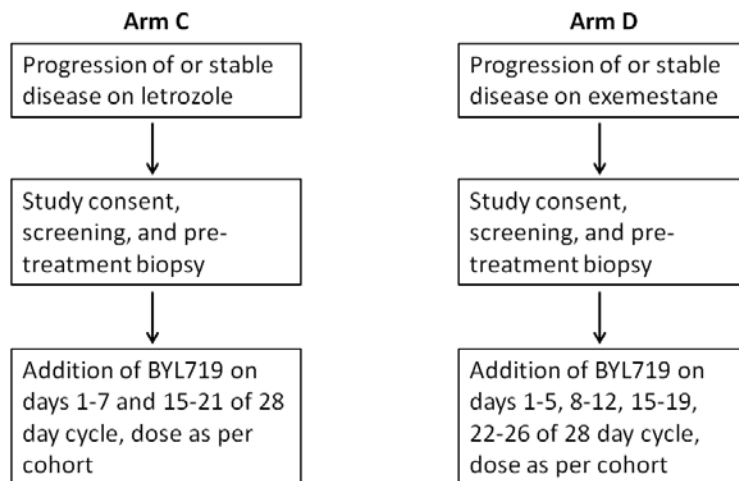 Arm C
Progression of or stable
disease on letrozole
Study consent,
screening, and pre-
treatment biopsy
Addition of BYL719 on
days 1-7 and 15-21 of 28
day cycle, dose as per
cohort
Arm D
Progression of or stable
disease on exemestane
Study consent,
screening, and pre-
treatment biopsy
Addition of BYL719 on
days 1-5, 8-12, 15-19,
22-26 of 28 day cycle,
dose as per cohort